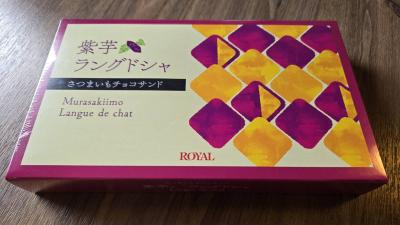 紫芋
ラングドシャ
さつまいもチョコサンド
Murasakiimo
Langue de chat
ROYAL